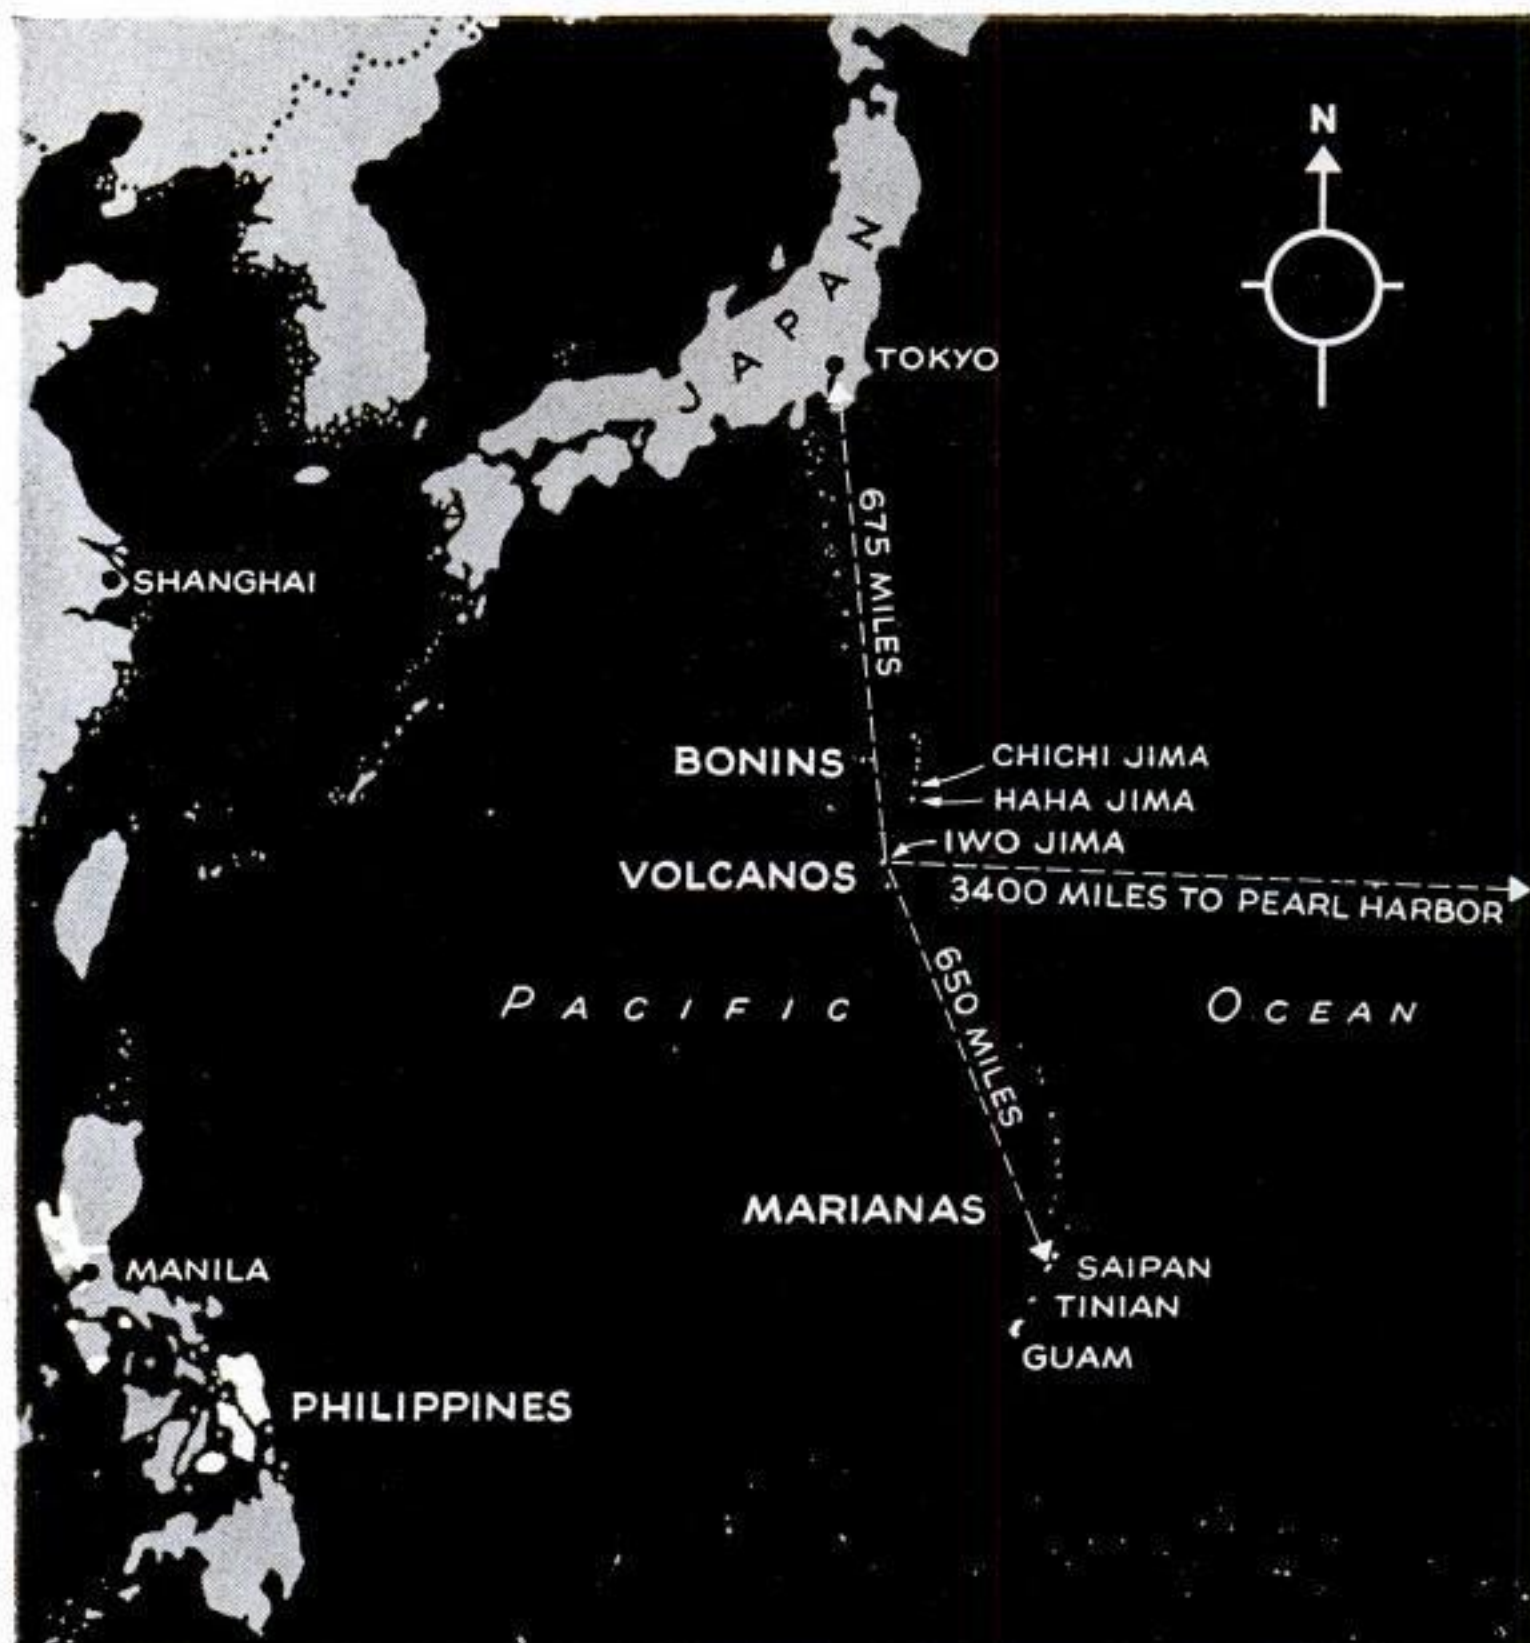 N
JAPAN
TOKYO
675 MILES
SHANGHAI
BONINS
CHICHI JIMA
HAHA JIMA
IWO JIMA
VOLCANOS
3400 MILES TO PEARL HARBOR
650 MILES
PACIFIC OCEAN
MARIANAS
SAIPAN
MANILA
TINIAN
GUAM
PHILIPPINES